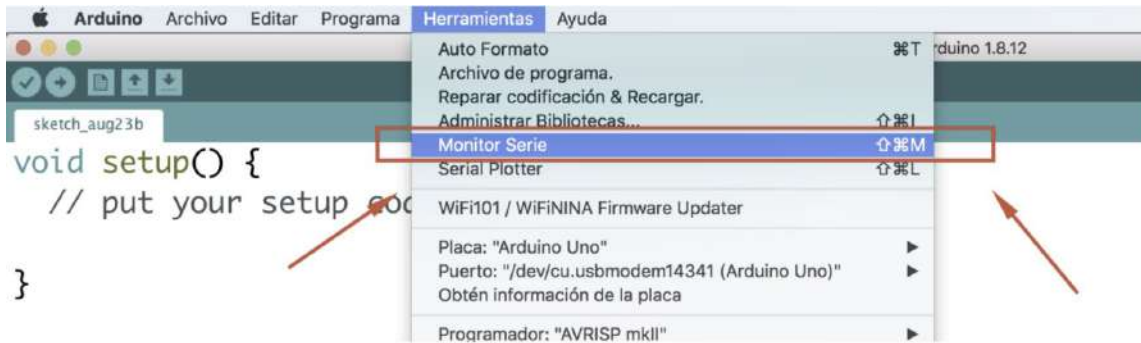 Arduino Archivo Editar Programa Herramientas Ayuda
rduino 1.8.12
sketch_aug23b
void setup() {
// put your setup cod
}
Auto Formato ⌘T
Archivo de programa.
Reparar codificación & Recargar.
Administrar Bibliotecas... ⇧⌘I
Monitor Serie ⇧⌘M
Serial Plotter ⇧⌘L
WiFi101 / WiFiNINA Firmware Updater
Placa: "Arduino Uno"
Puerto: "/dev/cu.usbmodem14341 (Arduino Uno)"
Obtén información de la placa
Programador: "AVRISP mkII"